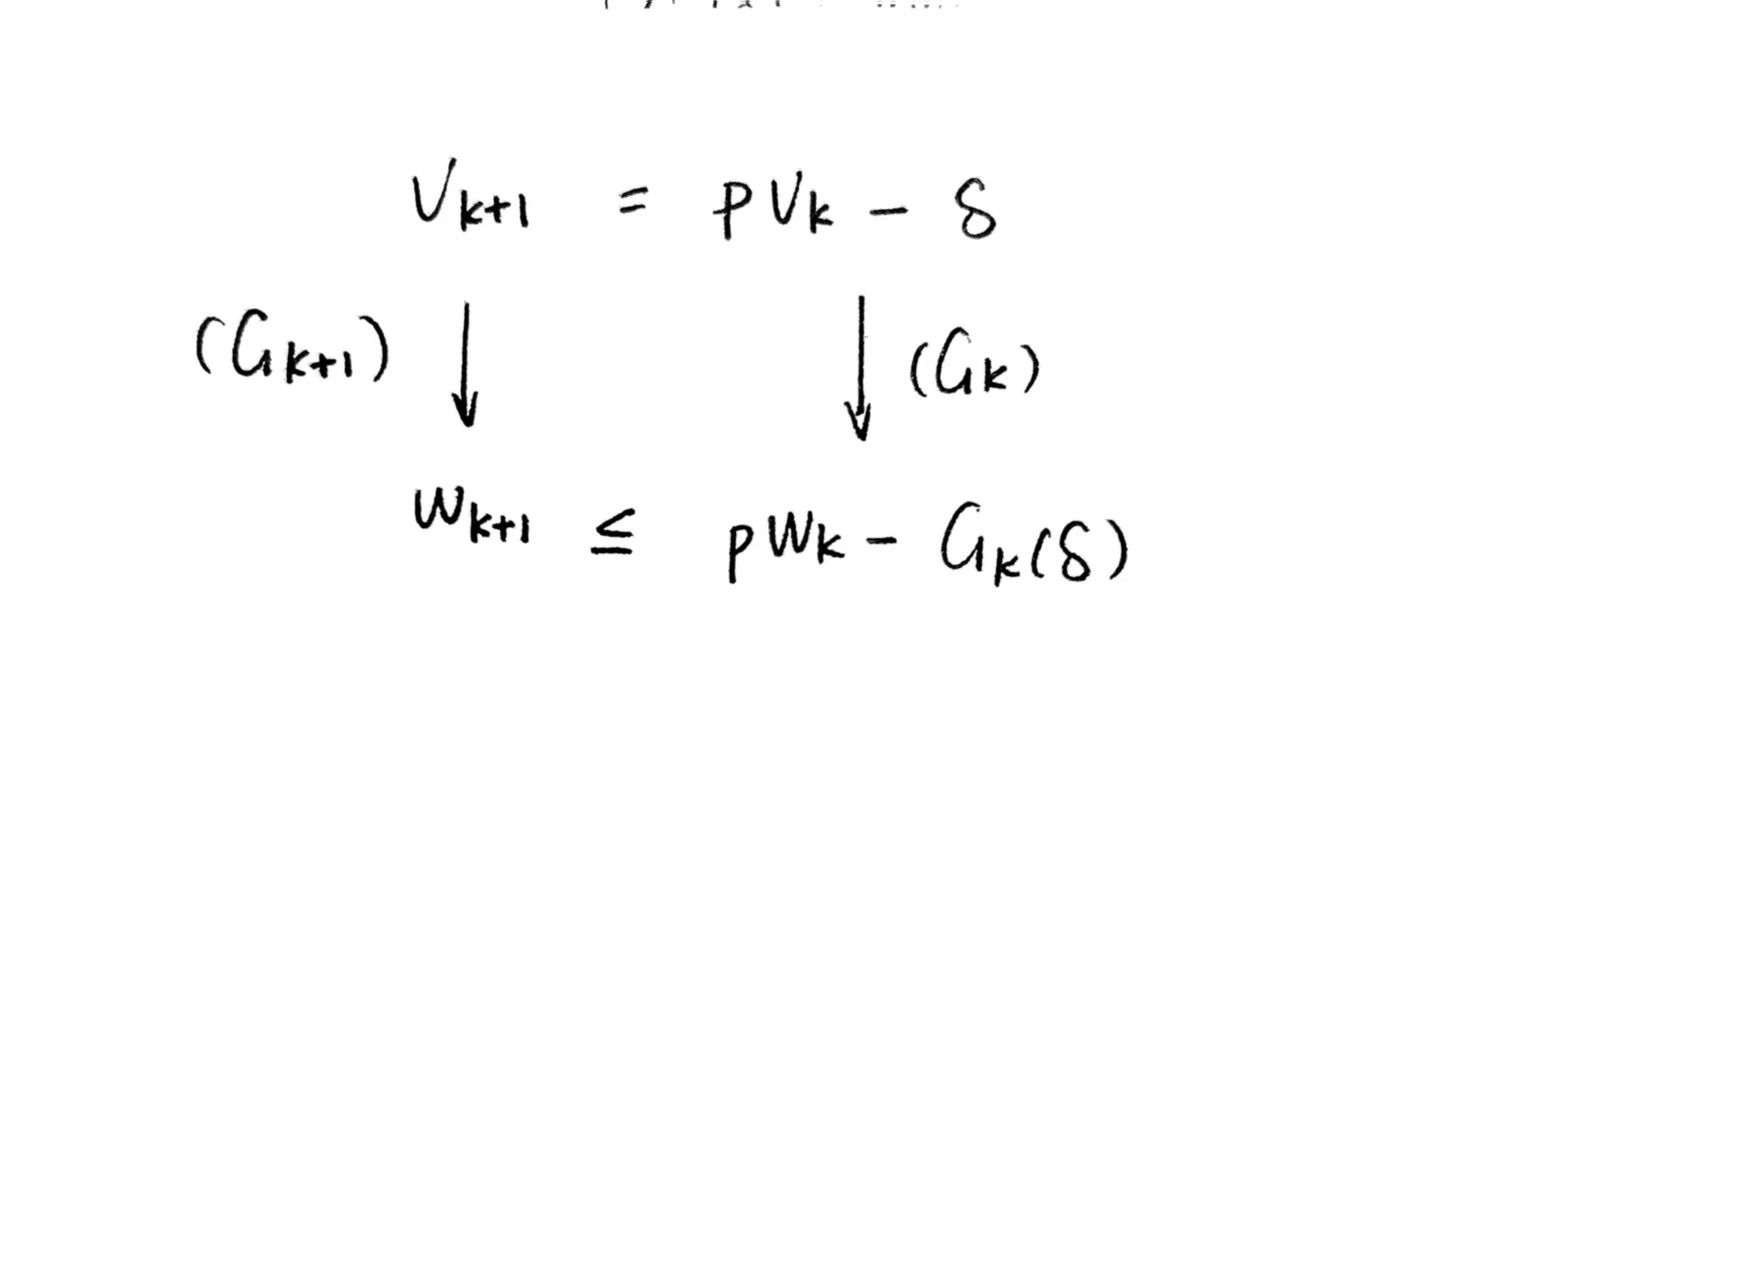 V_{k+1} = pV_k - δ
(G_{k+1}) ↓ ↓ (G_k)
W_{k+1} ≤ pW_k - G_k(δ)